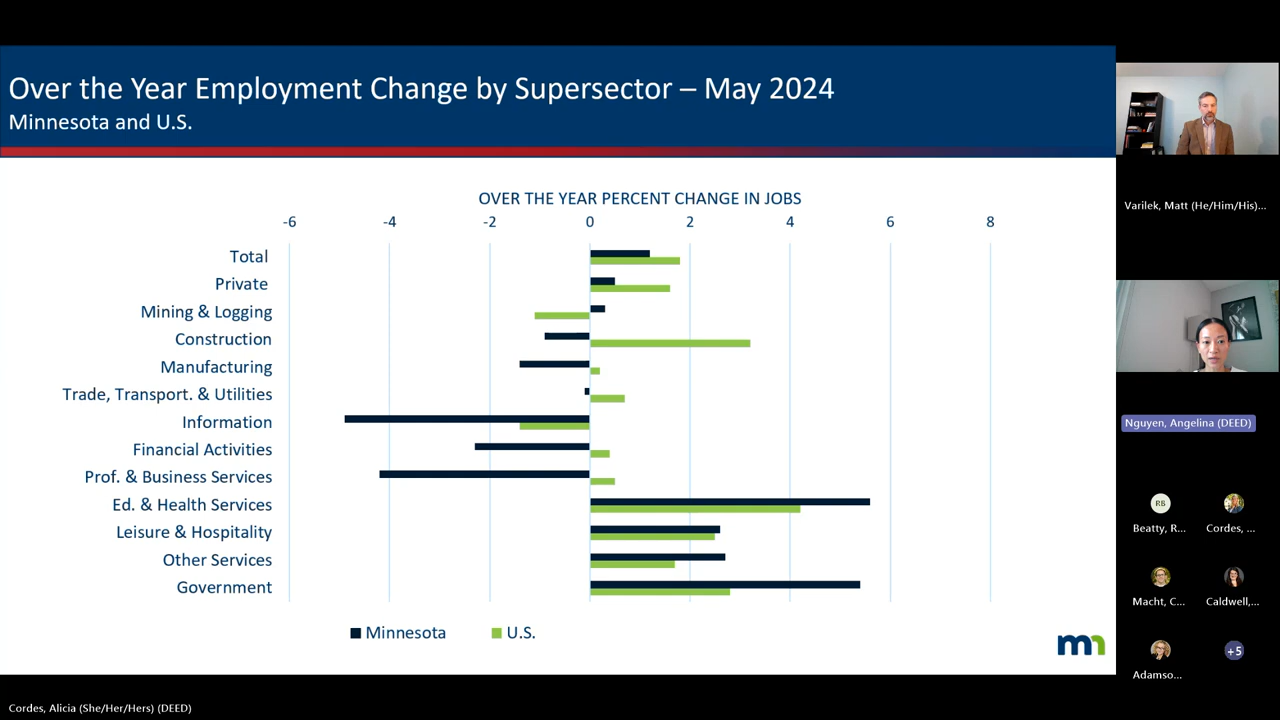 Over the Year Employment Change by Supersector – May 2024
Minnesota and U.S.
OVER THE YEAR PERCENT CHANGE IN JOBS
-6 -4 -2 0 2 4 6 8
Total
Private
Mining & Logging
Construction
Manufacturing
Trade, Transport. & Utilities
Information
Financial Activities
Prof. & Business Services
Ed. & Health Services
Leisure & Hospitality
Other Services
Government
Minnesota U.S.
mn
Varilek, Matt (He/Him/His)...
Nguyen, Angelina (DEED)
RB
Beatty, R... Cordes, ...
Macht, C... Caldwell,...
+5
Adamso...
Cordes, Alicia (She/Her/Hers) (DEED)